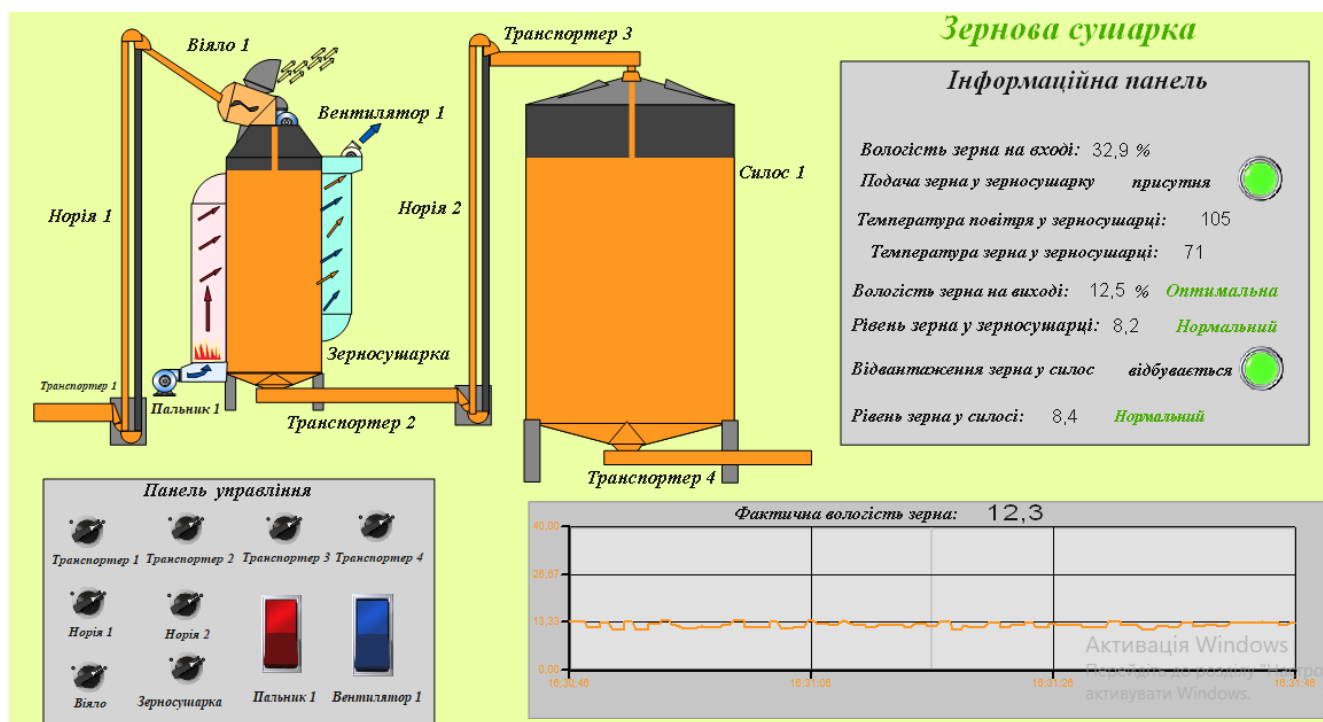 Зернова сушарка
Віяло 1
Транспортер 3
Вентилятор 1
Силос 1
Норія 1
Норія 2
Зерносушарка
Транспортер 1
Пальник 1
Транспортер 2
Транспортер 4
Інформаційна панель
Вологість зерна на вході: 32,9 %
Подача зерна у зерносушарку присутня
Температура повітря у зерносушарці: 105
Температура зерна у зерносушарці: 71
Вологість зерна на виході: 12,5 % Оптимальна
Рівень зерна у зерносушарці: 8,2 Нормальний
Відвантаження зерна у силос відбувається
Рівень зерна у силосі: 8,4 Нормальний
Панель управління
Транспортер 1 Транспортер 2 Транспортер 3 Транспортер 4
Норія 1 Норія 2
Віяло Зерносушарка Пальник 1 Вентилятор 1
Фактична вологість зерна: 12,3
40,00
26,67
13,33
0,00
16:30:46 16:31:06 16:31:26 16:31:46
Активація Windows
Перейдіть до розділу "Настро
активувати Windows.